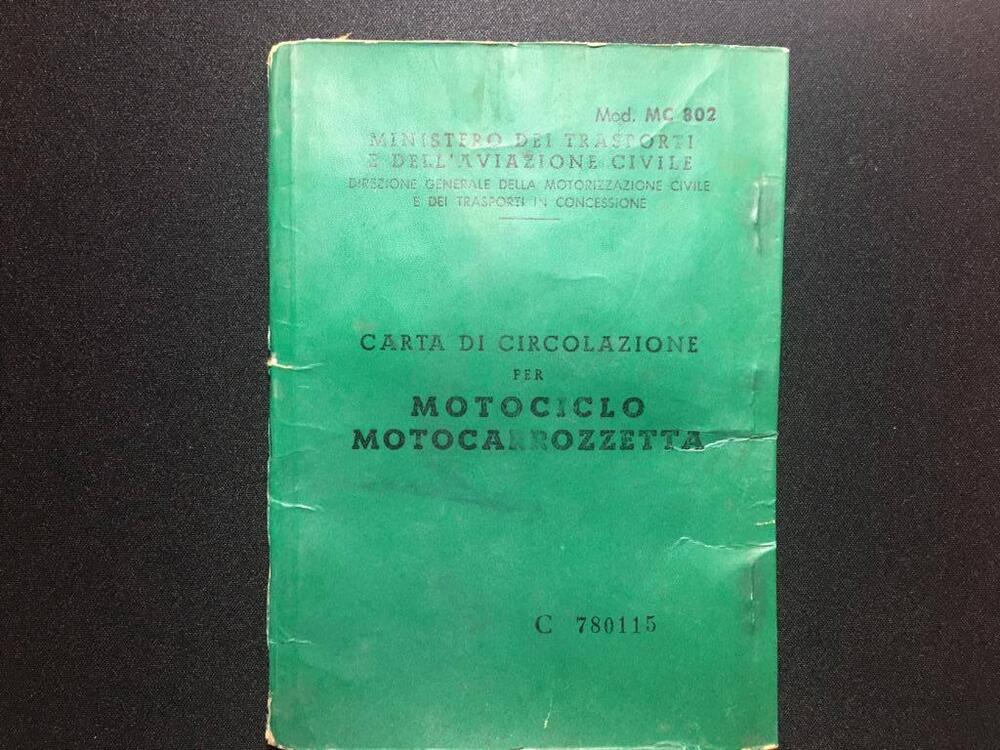 Mod. MC 802
MINISTERO DEI TRASPORTI
E DELL'AVIAZIONE CIVILE
DIREZIONE GENERALE DELLA MOTORIZZAZIONE CIVILE
E DEI TRASPORTI IN CONCESSIONE
CARTA DI CIRCOLAZIONE
PER
MOTOCICLO
MOTOCARROZZETTA
C 780115